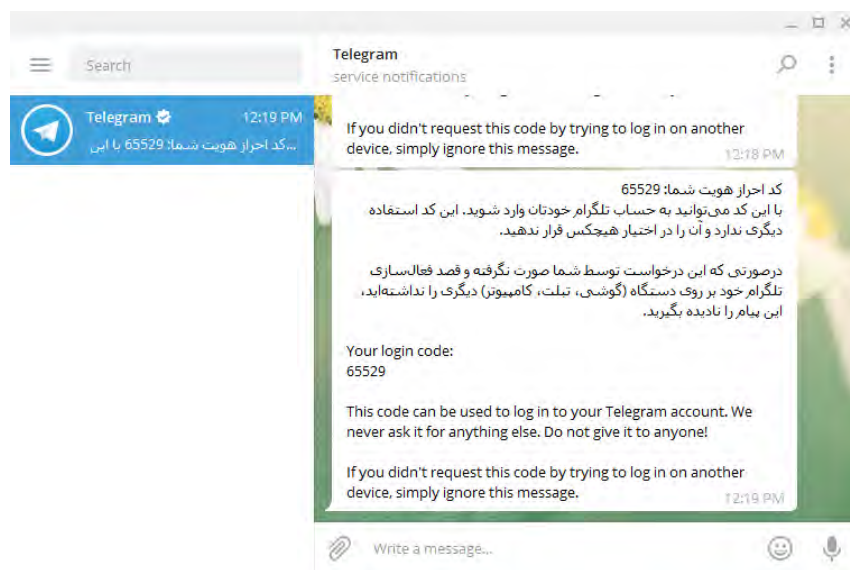 Search
Telegram
12:19 PM
...کد احراز هویت شما: 65529 با این
Telegram
service notifications
If you didn't request this code by trying to log in on another
device, simply ignore this message.
12:18 PM
کد احراز هویت شما: 65529
با این کد می‌توانید به حساب تلگرام خودتان وارد شوید. این کد استفاده
دیگری ندارد و آن را در اختیار هیچکس قرار ندهید.
درصورتی که این درخواست توسط شما صورت نگرفته و قصد فعال‌سازی
تلگرام خود بر روی دستگاه (گوشی، تبلت، کامپیوتر) دیگری را نداشته‌اید،
این پیام را نادیده بگیرید.
Your login code:
65529
This code can be used to log in to your Telegram account. We
never ask it for anything else. Do not give it to anyone!
If you didn't request this code by trying to log in on another
device, simply ignore this message.
12:19 PM
Write a message...